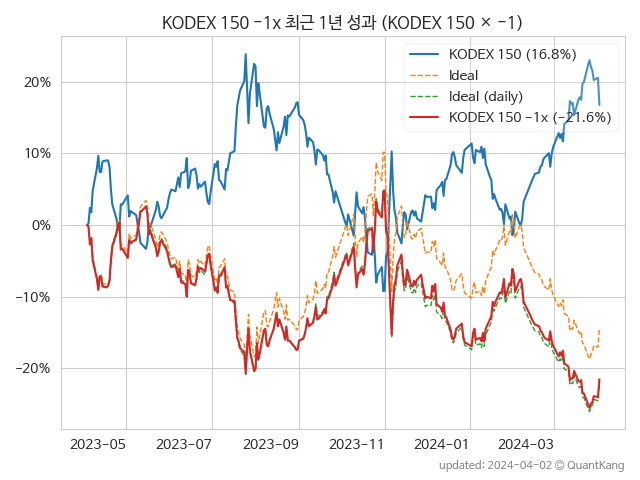 KODEX 150 −1x 최근 1년 성과 (KODEX 150 × −1)
KODEX 150 (16.8%)
Ideal
Ideal (daily)
KODEX 150 −1x (−21.6%)
20%
10%
0%
−10%
−20%
2023-05 2023-07 2023-09 2023-11 2024-01 2024-03
updated: 2024-04-02 © QuantKang